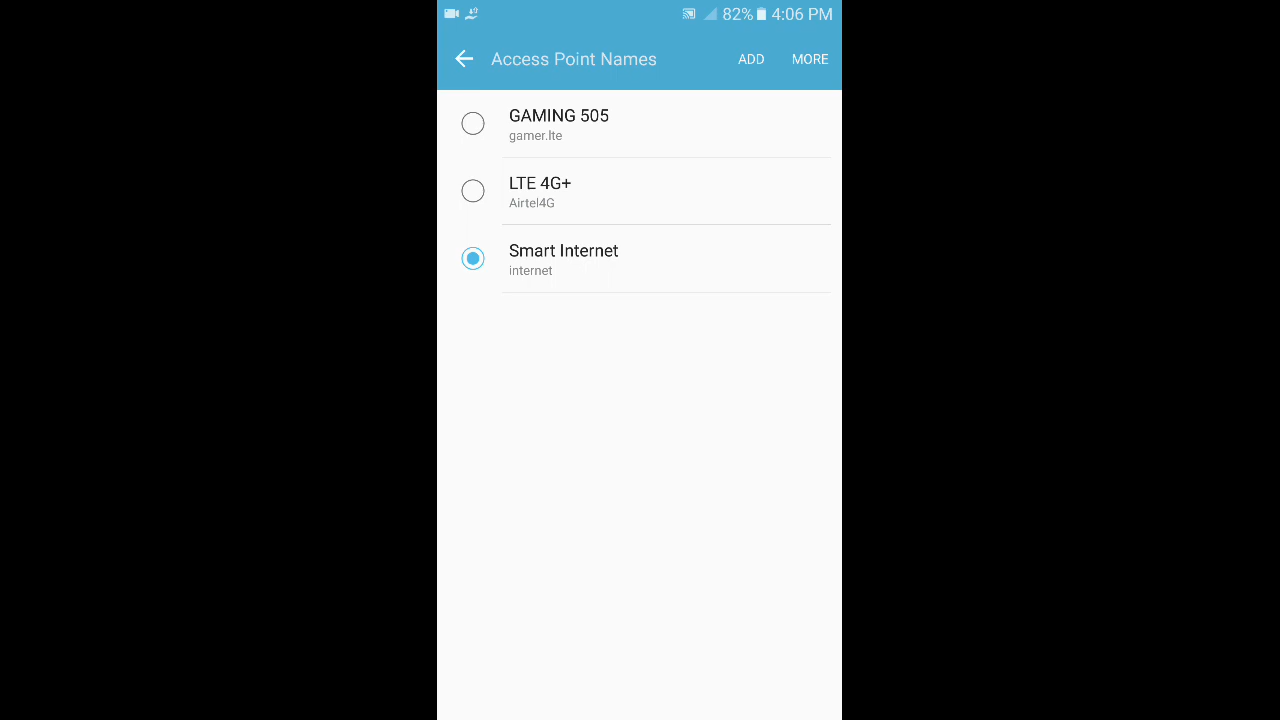 82% 4:06 PM
Access Point Names ADD MORE
GAMING 505
gamer.lte
LTE 4G+
Airtel4G
Smart Internet
internet